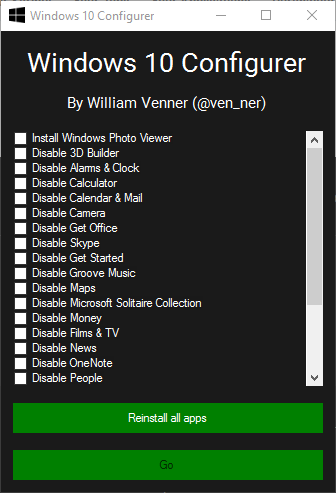 Windows 10 Configurer
Windows 10 Configurer
By William Venner (@ven_ner)
Install Windows Photo Viewer
Disable 3D Builder
Disable Alarms & Clock
Disable Calculator
Disable Calendar & Mail
Disable Camera
Disable Get Office
Disable Skype
Disable Get Started
Disable Groove Music
Disable Maps
Disable Microsoft Solitaire Collection
Disable Money
Disable Films & TV
Disable News
Disable OneNote
Disable People
Reinstall all apps
Go